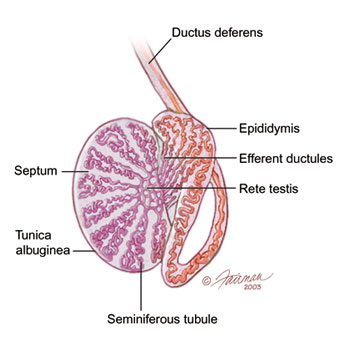 Ductus deferens
Epididymis
Efferent ductules
Septum
Rete testis
Tunica
albuginea
Seminiferous tubule
© Fairman
2003